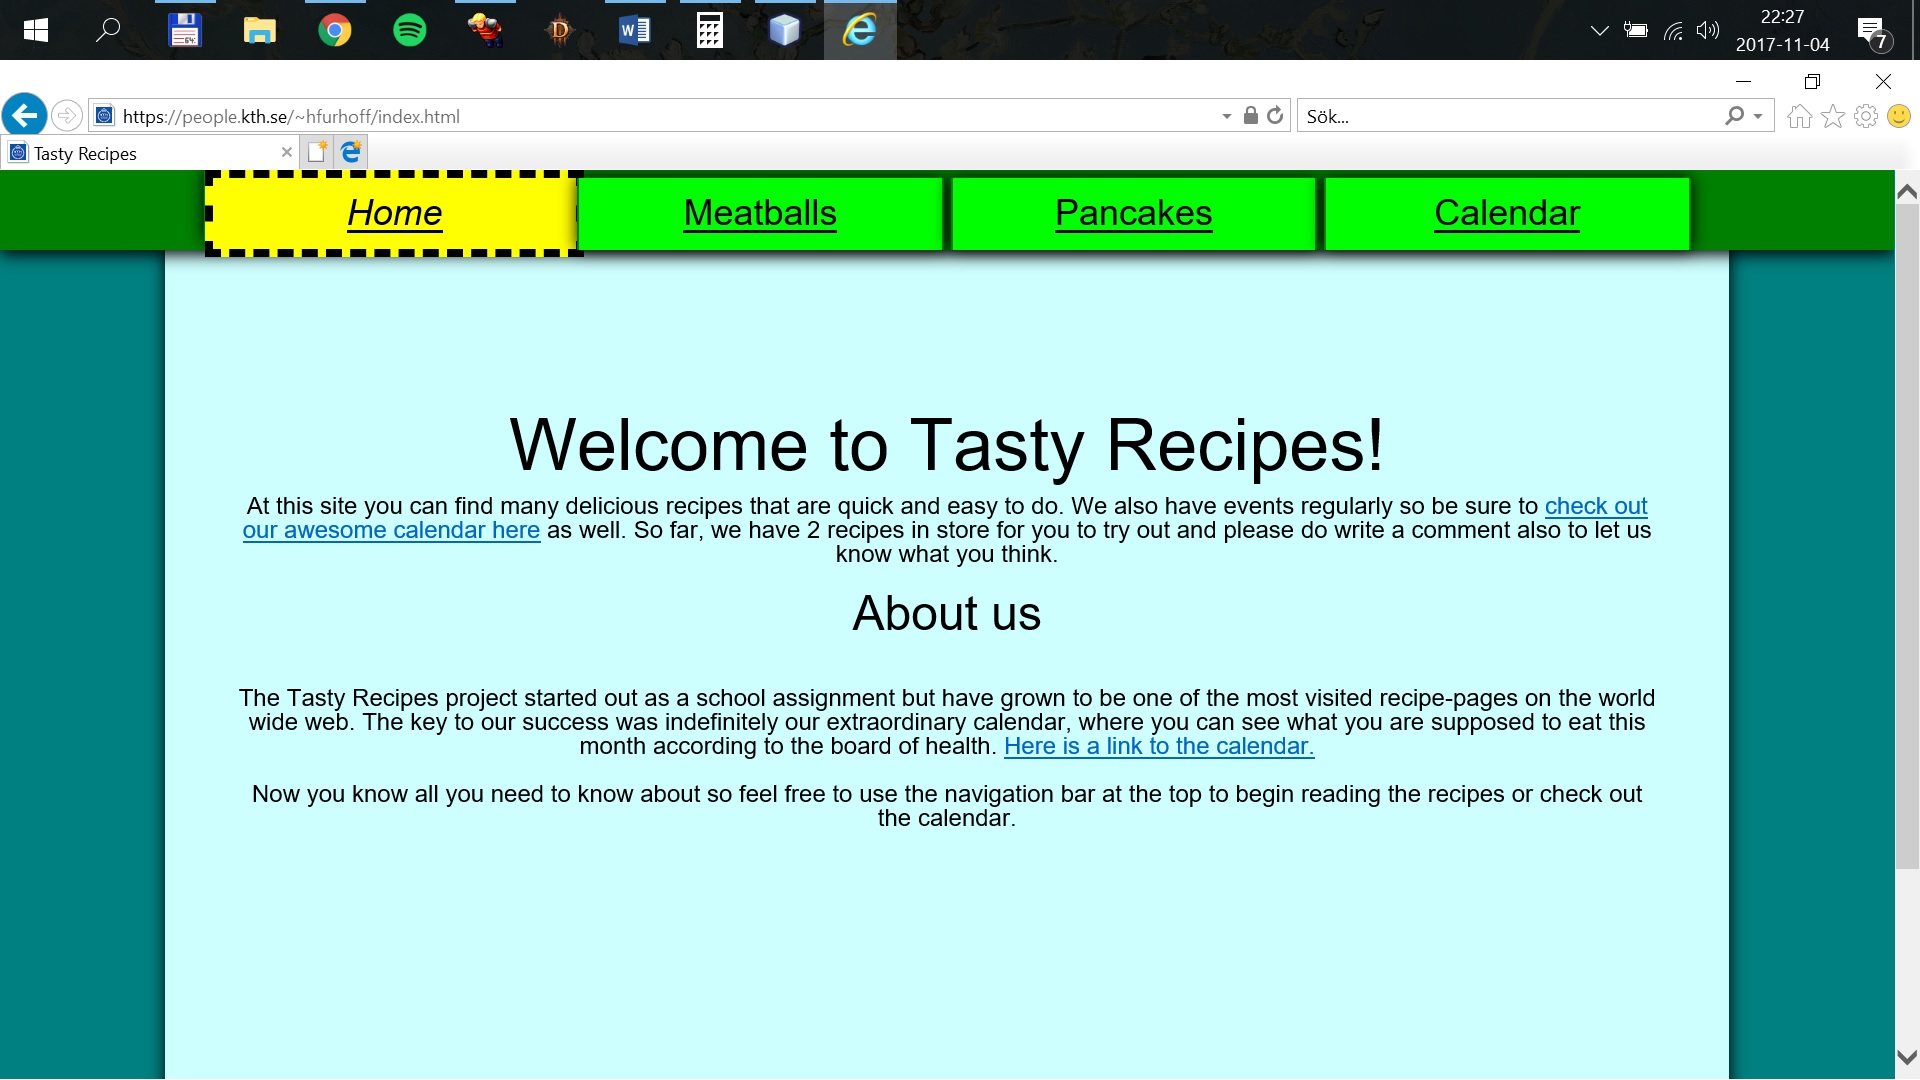 22:27
2017-11-04
7
64
W
D
https://people.kth.se/~hfurhoff/index.html
Sök...
Tasty Recipes
Home Meatballs Pancakes Calendar
Welcome to Tasty Recipes!
At this site you can find many delicious recipes that are quick and easy to do. We also have events regularly so be sure to check out
our awesome calendar here as well. So far, we have 2 recipes in store for you to try out and please do write a comment also to let us
know what you think.
About us
The Tasty Recipes project started out as a school assignment but have grown to be one of the most visited recipe-pages on the world
wide web. The key to our success was indefinitely our extraordinary calendar, where you can see what you are supposed to eat this
month according to the board of health. Here is a link to the calendar.
Now you know all you need to know about so feel free to use the navigation bar at the top to begin reading the recipes or check out
the calendar.